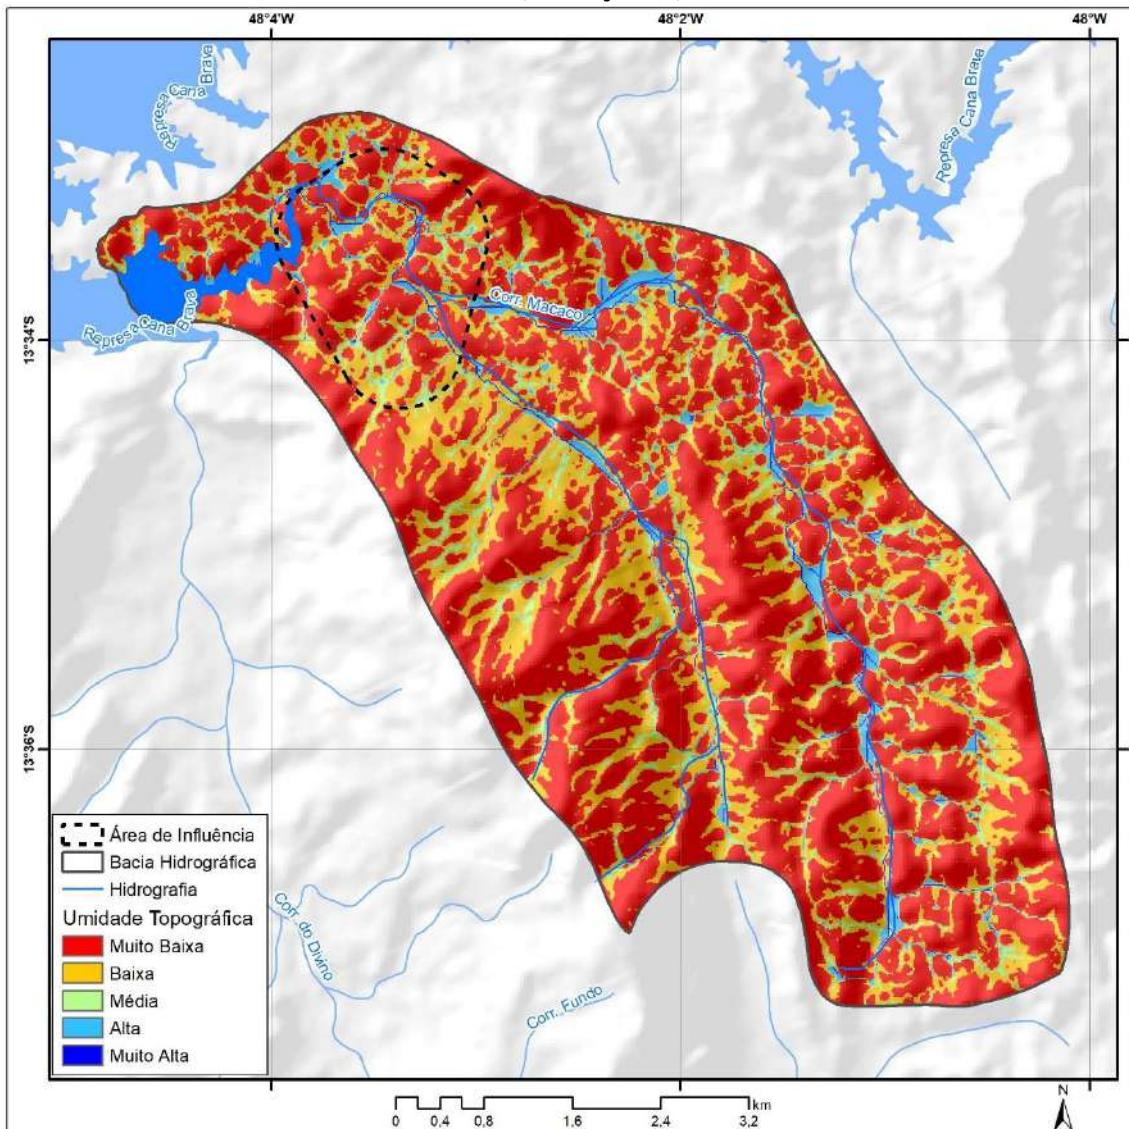 48°4'W
48°2'W
48°W
Represa Cana Brava
Represa Cana Brava
Corr. Macaco
Represa Cana Brava
13°34'S
13°36'S
Área de Influência
Bacia Hidrográfica
Hidrografia
Umidade Topográfica
Muito Baixa
Baixa
Média
Alta
Muito Alta
Corr. do Divino
Corr. Fundo
0 0,4 0,8 1,6 2,4 3,2 km
N